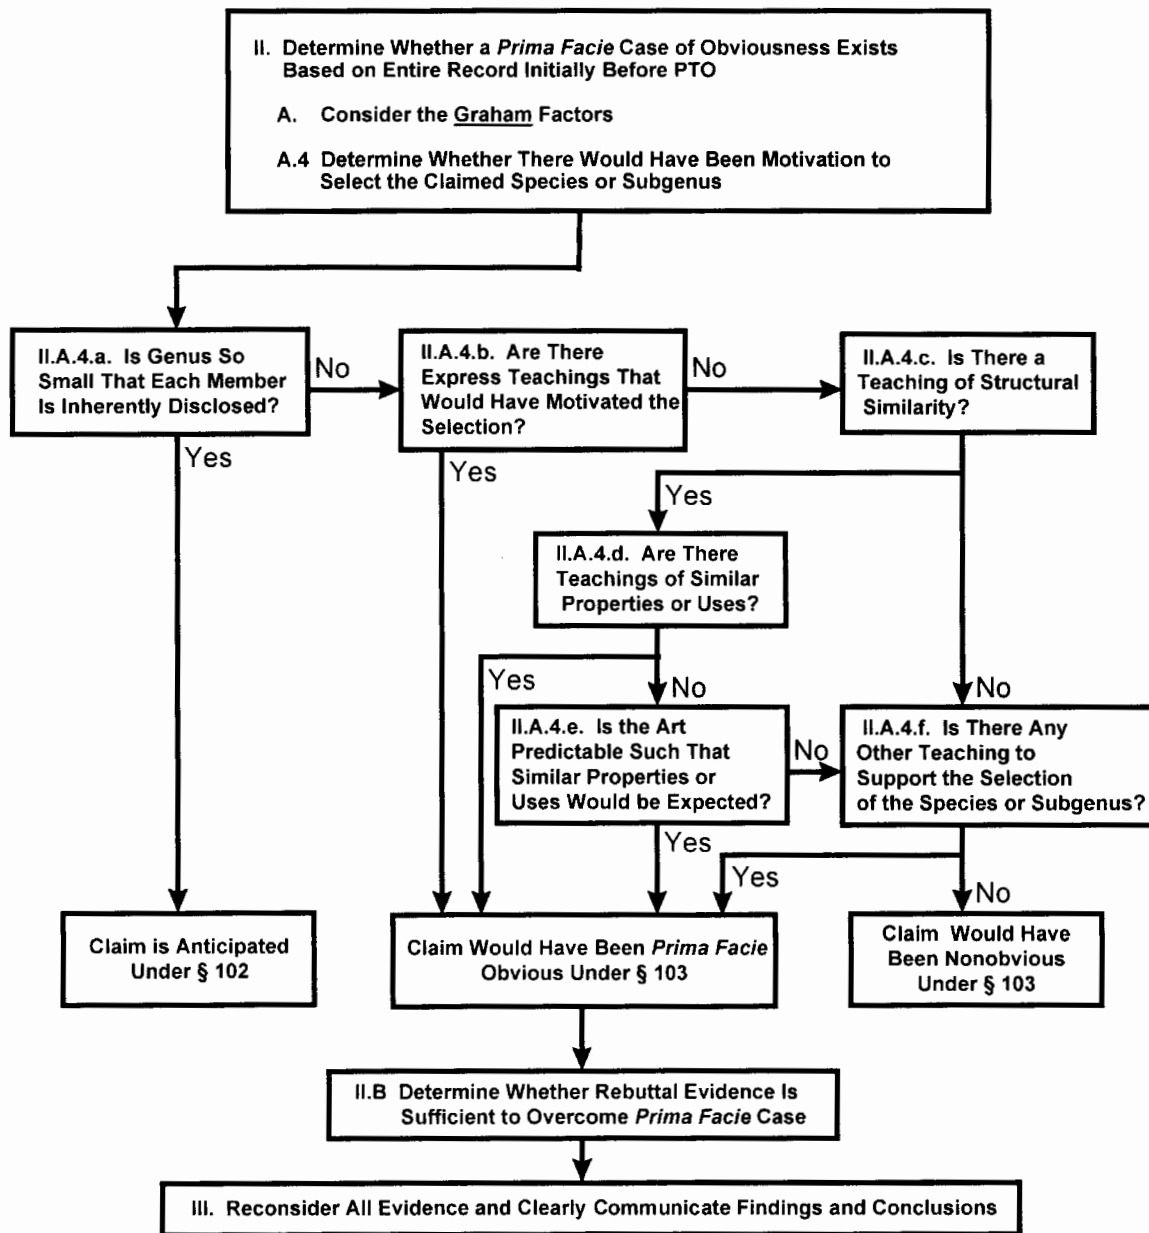 II. Determine Whether a Prima Facie Case of Obviousness Exists
Based on Entire Record Initially Before PTO
A. Consider the Graham Factors
A.4 Determine Whether There Would Have Been Motivation to
Select the Claimed Species or Subgenus
II.A.4.a. Is Genus So
Small That Each Member
Is Inherently Disclosed?
No
II.A.4.b. Are There
Express Teachings That
Would Have Motivated the
Selection?
No
II.A.4.c. Is There a
Teaching of Structural
Similarity?
Yes
Yes
Yes
II.A.4.d. Are There
Teachings of Similar
Properties or Uses?
Yes
No
No
II.A.4.e. Is the Art
Predictable Such That
Similar Properties or
Uses Would be Expected?
No
II.A.4.f. Is There Any
Other Teaching to
Support the Selection
of the Species or Subgenus?
Yes
Yes
No
Claim is Anticipated
Under § 102
Claim Would Have Been Prima Facie
Obvious Under § 103
Claim Would Have
Been Nonobvious
Under § 103
II.B Determine Whether Rebuttal Evidence Is
Sufficient to Overcome Prima Facie Case
III. Reconsider All Evidence and Clearly Communicate Findings and Conclusions